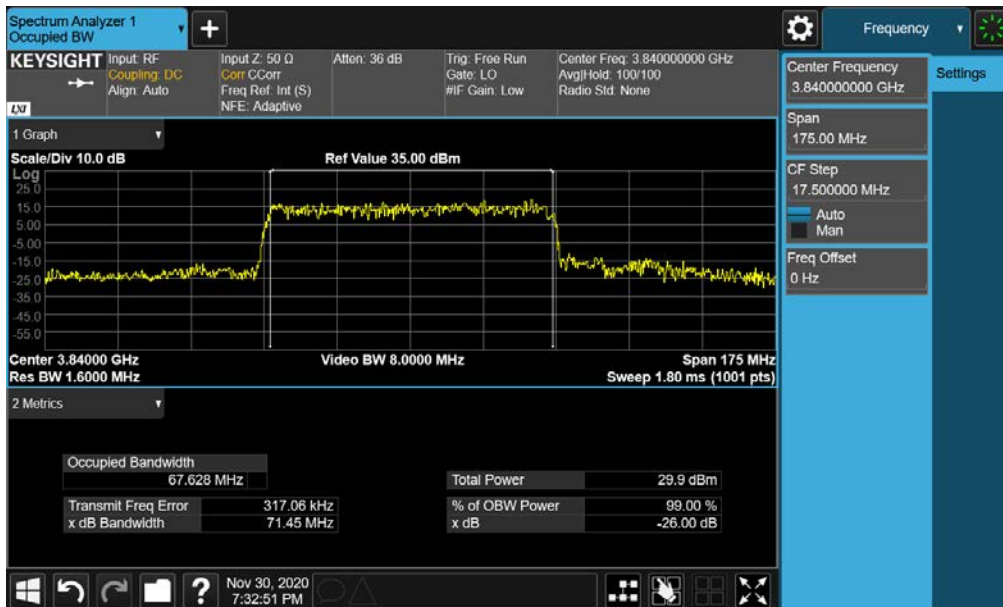 Spectrum Analyzer 1
Occupied BW
+
Frequency
KEYSIGHT
LXI
Input: RF
Coupling: DC
Align: Auto
Input Z: 50 Ω
Corr CCorr
Freq Ref: Int (S)
NFE: Adaptive
Atten: 36 dB
Trig: Free Run
Gate: LO
#IF Gain: Low
Center Freq: 3.840000000 GHz
Avg|Hold: 100/100
Radio Std: None
Center Frequency
3.840000000 GHz
Settings
Span
175.00 MHz
CF Step
17.500000 MHz
Auto
Man
Freq Offset
0 Hz
1 Graph
Scale/Div 10.0 dB
Ref Value 35.00 dBm
Log
25.0
15.0
5.00
-5.00
-15.0
-25.0
-35.0
-45.0
-55.0
Center 3.84000 GHz
Video BW 8.0000 MHz
Span 175 MHz
Res BW 1.6000 MHz
Sweep 1.80 ms (1001 pts)
2 Metrics
Occupied Bandwidth
67.628 MHz
Total Power 29.9 dBm
Transmit Freq Error 317.06 kHz
% of OBW Power 99.00 %
x dB Bandwidth 71.45 MHz
x dB -26.00 dB
?
Nov 30, 2020
7:32:51 PM